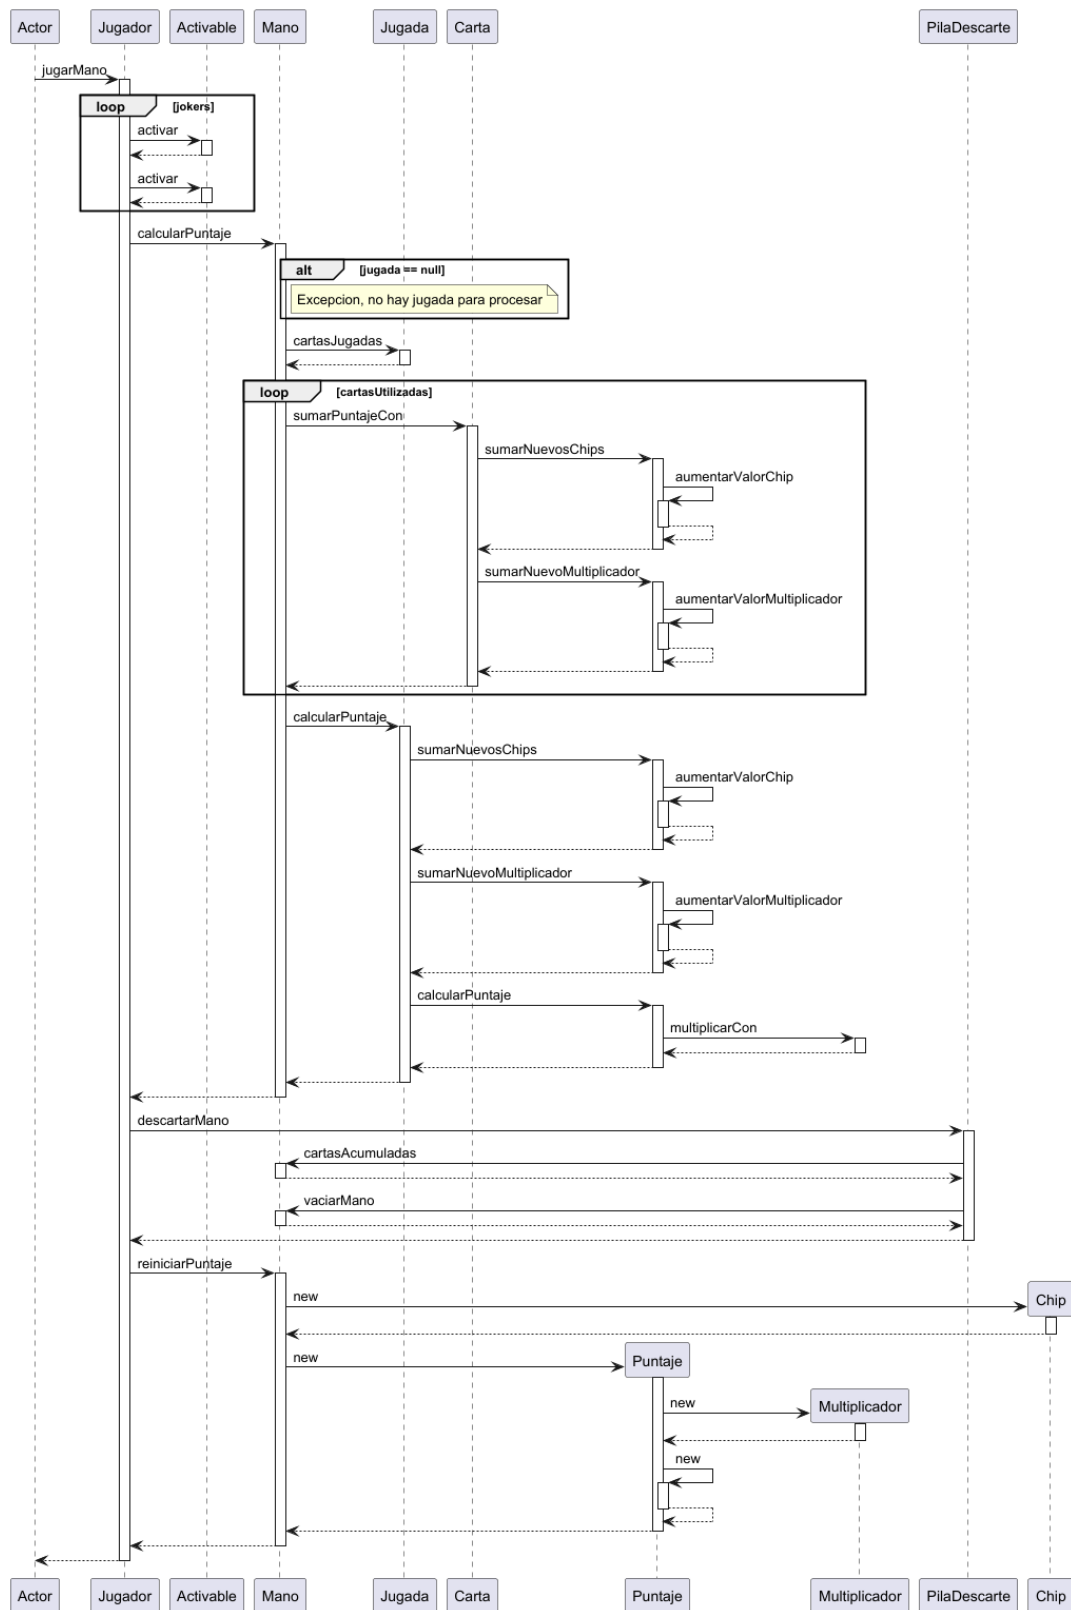 Actor Jugador Activable Mano Jugada Carta PilaDescarte
jugarMano
loop [jokers]
activar
activar
calcularPuntaje
alt [jugada == null]
Excepcion, no hay jugada para procesar
cartasJugadas
loop [cartasUtilizadas]
sumarPuntajeCon
sumarNuevosChips
aumentarValorChip
sumarNuevoMultiplicador
aumentarValorMultiplicador
calcularPuntaje
sumarNuevosChips
aumentarValorChip
sumarNuevoMultiplicador
aumentarValorMultiplicador
calcularPuntaje
multiplicarCon
descartarMano
cartasAcumuladas
vaciarMano
reiniciarPuntaje
new Chip
new Puntaje
new Multiplicador
new
Actor Jugador Activable Mano Jugada Carta Puntaje Multiplicador PilaDescarte Chip